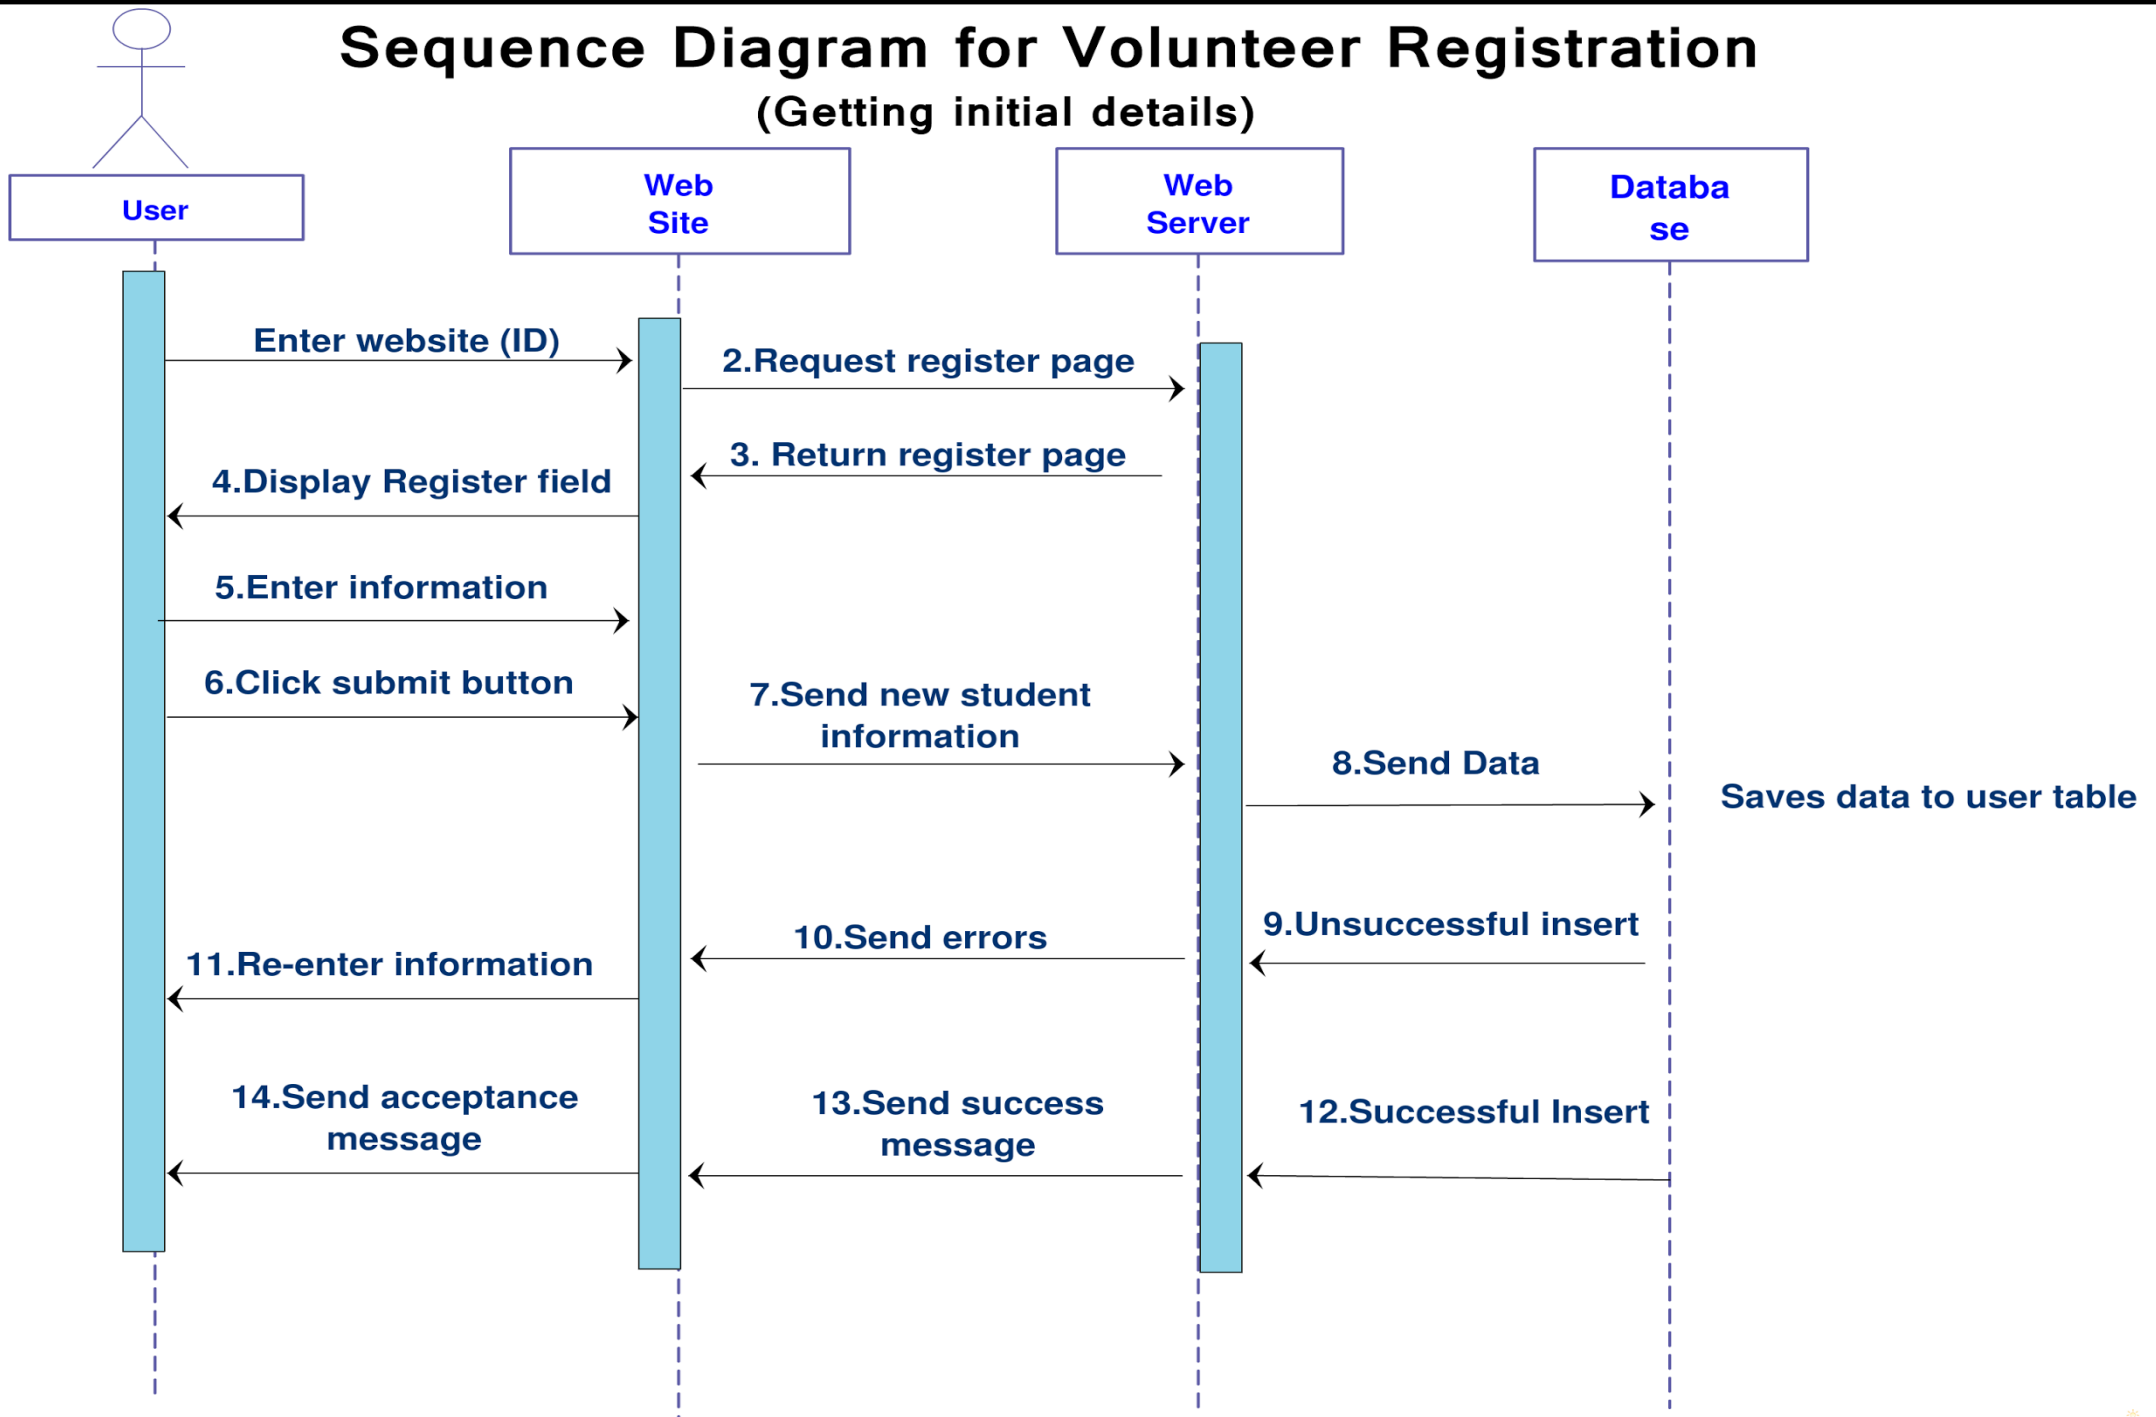 Sequence Diagram for Volunteer Registration
(Getting initial details)
User
Web
Site
Web
Server
Databa
se
Enter website (ID)
2.Request register page
3. Return register page
4.Display Register field
5.Enter information
6.Click submit button
7.Send new student
information
8.Send Data
Saves data to user table
9.Unsuccessful insert
10.Send errors
11.Re-enter information
12.Successful Insert
13.Send success
message
14.Send acceptance
message